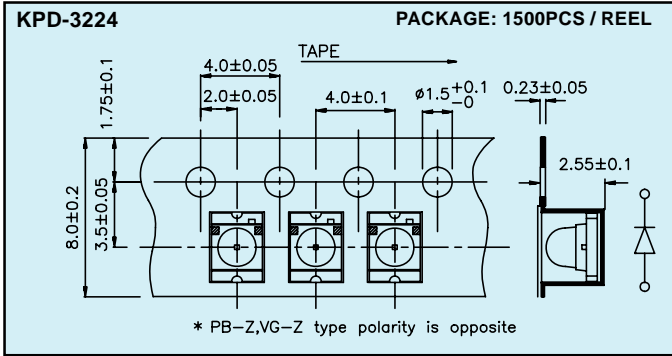 KPD-3224
PACKAGE: 1500PCS / REEL
TAPE
4.0±0.05
2.0±0.05
4.0±0.1
ø1.5 +0.1 -0
0.23±0.05
1.75±0.1
2.55±0.1
8.0±0.2
3.5±0.05
* PB-Z,VG-Z type polarity is opposite